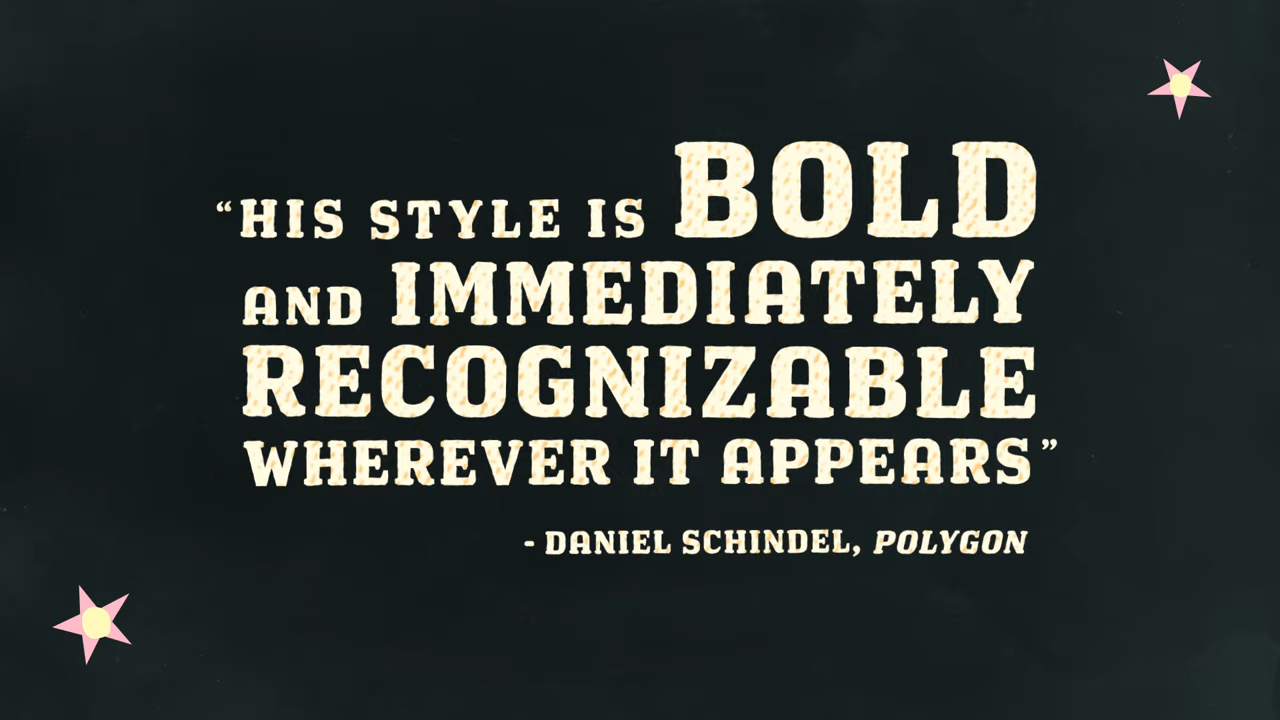 “HIS STYLE IS BOLD
AND IMMEDIATELY
RECOGNIZABLE
WHEREVER IT APPEARS”
- DANIEL SCHINDEL, POLYGON